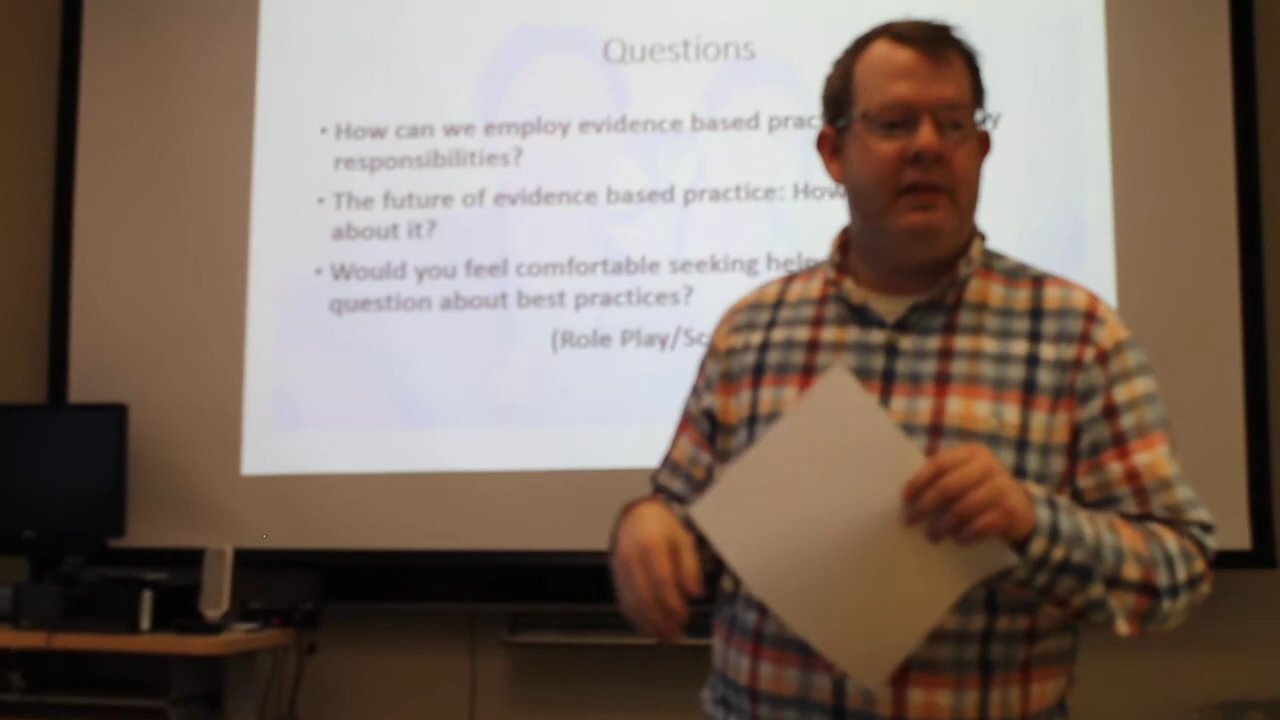 Questions
• How can we employ evidence based prac
responsibilities?
• The future of evidence based practice: How
about it?
• Would you feel comfortable seeking help
question about best practices?
(Role Play/Sc